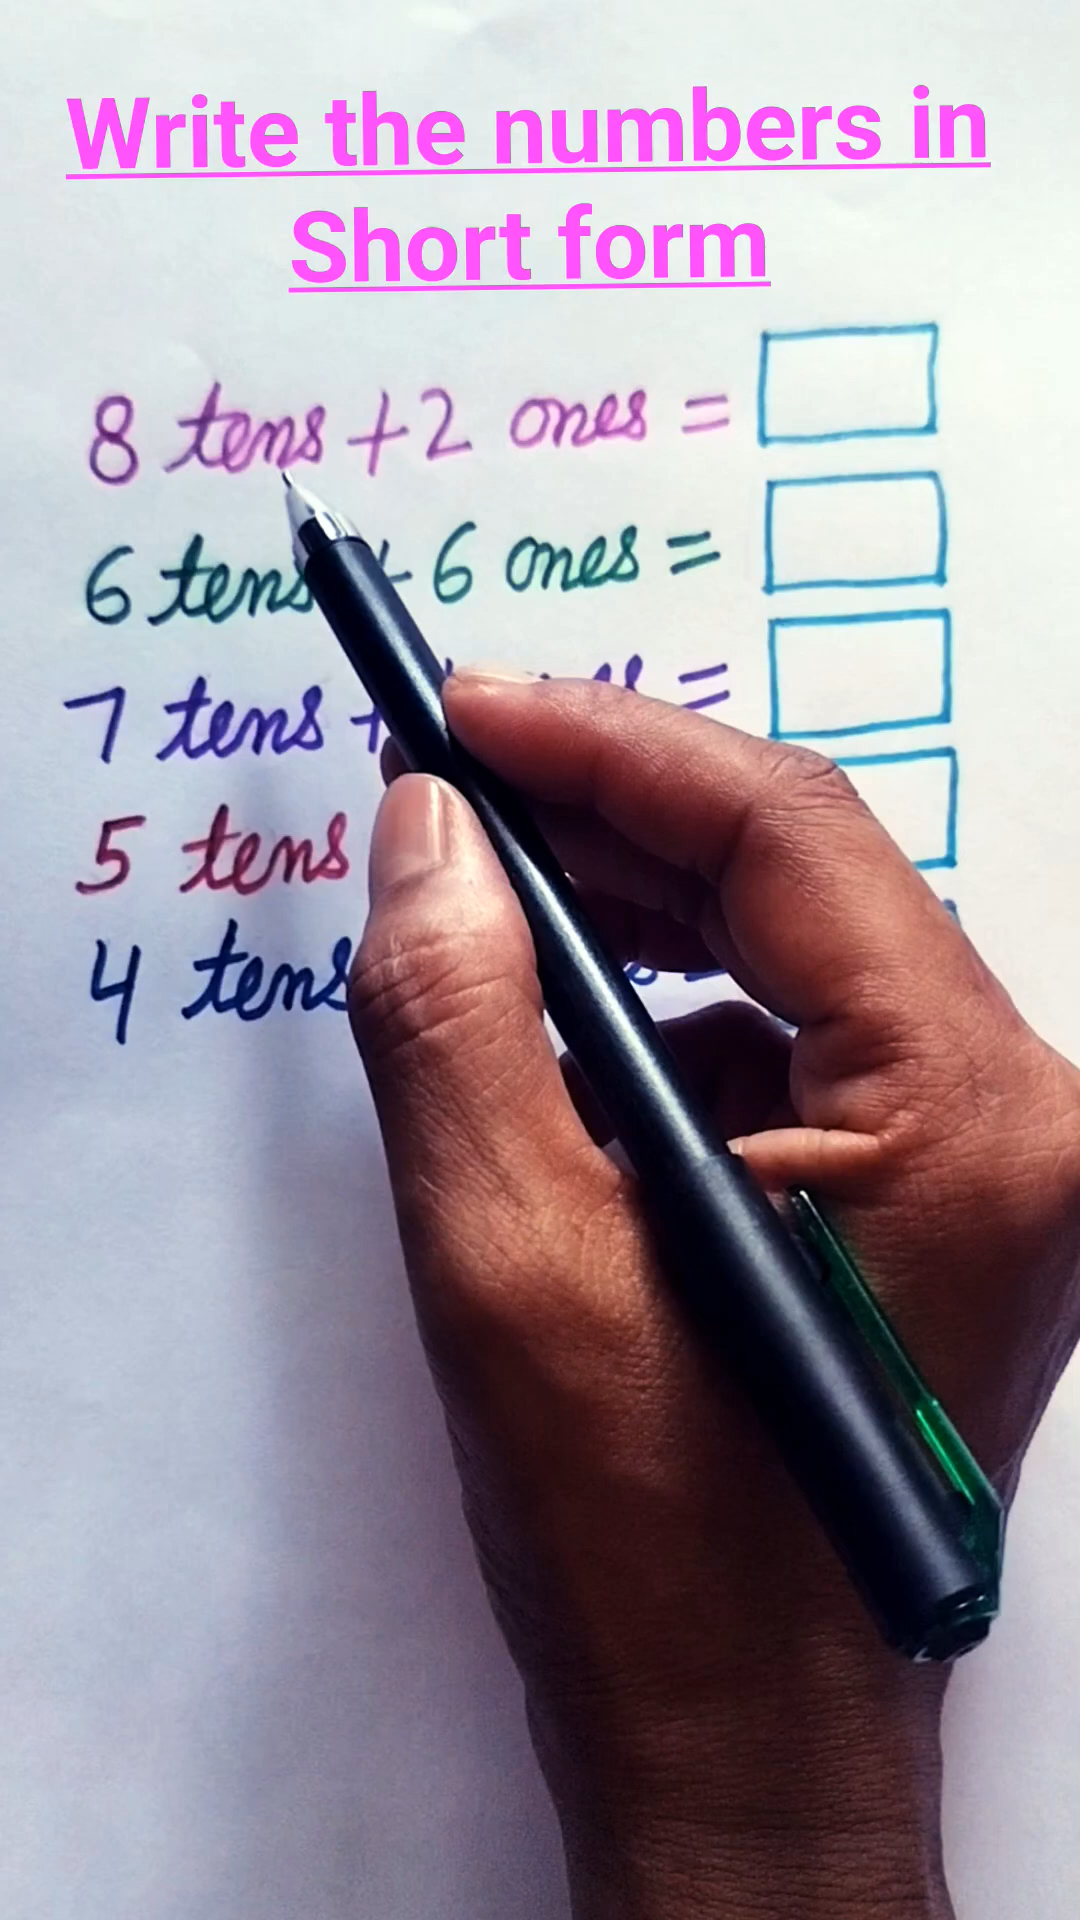 Write the numbers in
Short form
8 tens + 2 ones =
6 tens + 6 ones =
7 tens + =
5 tens
4 tens